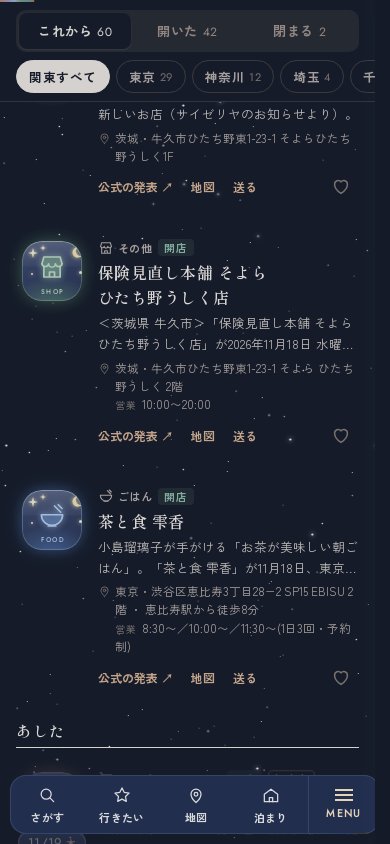 これから 60 開いた 42 閉まる 2
関東すべて 東京 29 神奈川 12 埼玉 4 千
新しいお店（サイゼリヤのお知らせより）。
茨城・牛久市ひたち野東1-23-1 そよらひたち
野うしく1F
公式の発表 ↗ 地図 送る
その他 開店
保険見直し本舗 そよら
ひたち野うしく店
SHOP
＜茨城県 牛久市＞「保険見直し本舗 そよら
ひたち野うしく店」が2026年11月18日 水曜…
茨城・牛久市ひたち野東1-23-1 そよら ひたち
野うしく 2階
営業 10:00〜20:00
公式の発表 ↗ 地図 送る
ごはん 開店
茶と食 雫香
FOOD
小島瑠璃子が手がける「お茶が美味しい朝ご
はん」。「茶と食 雫香」が11月18日、東京…
東京・渋谷区恵比寿3丁目28−2 SP15 EBISU 2
階 ・ 恵比寿駅から徒歩8分
営業 8:30〜／10:00〜／11:30〜(1日3回・予約
制)
公式の発表 ↗ 地図 送る
あした
さがす 行きたい 地図 泊まり MENU